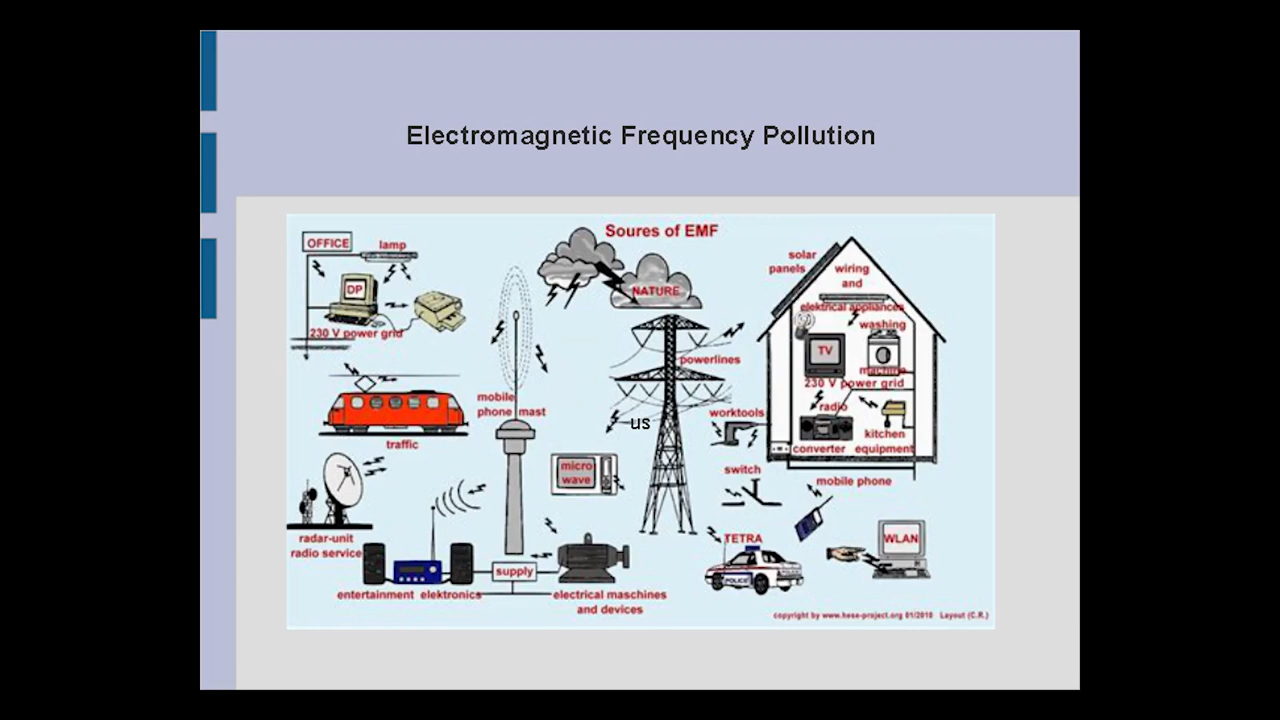 Electromagnetic Frequency Pollution
Soures of EMF
OFFICE
lamp
DP
230 V power grid
NATURE
solar
panels
wiring
and
elektrical appliances
washing
machine
TV
230 V power grid
radio
kitchen
converter equipment
powerlines
mobile
phone mast
us
worktools
traffic
micro
wave
switch
mobile phone
radar-unit
radio service
TETRA
POLICE
WLAN
supply
entertainment elektronics
electrical maschines
and devices
copyright by www.hese-project.org 01/2010 Layout (C.R.)